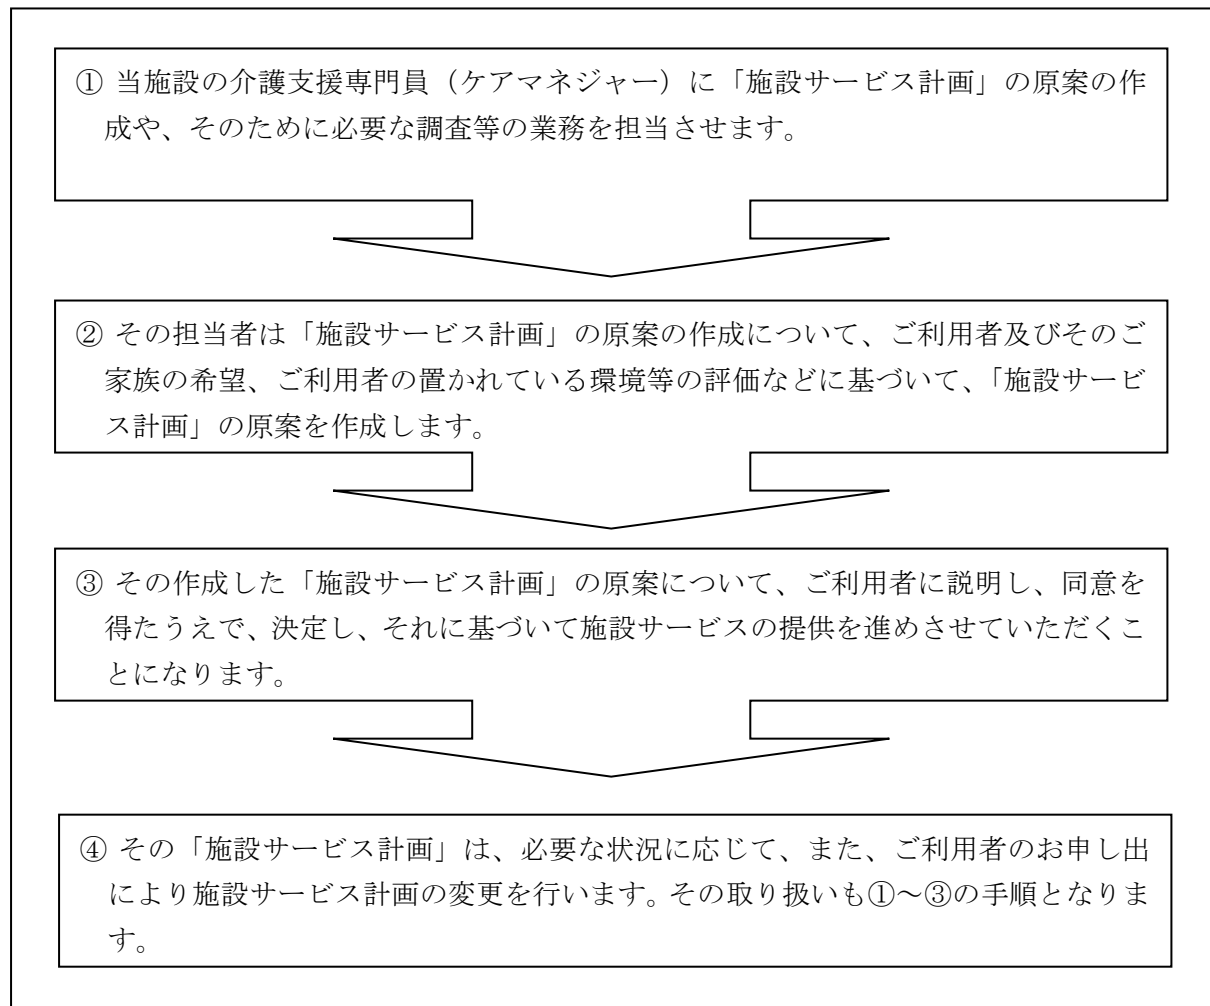 ① 当施設の介護支援専門員（ケアマネジャー）に「施設サービス計画」の原案の作
成や、そのために必要な調査等の業務を担当させます。
② その担当者は「施設サービス計画」の原案の作成について、ご利用者及びそのご
家族の希望、ご利用者の置かれている環境等の評価などに基づいて、「施設サービ
ス計画」の原案を作成します。
③ その作成した「施設サービス計画」の原案について、ご利用者に説明し、同意を
得たうえで、決定し、それに基づいて施設サービスの提供を進めさせていただくこ
とになります。
④ その「施設サービス計画」は、必要な状況に応じて、また、ご利用者のお申し出
により施設サービス計画の変更を行います。その取り扱いも①～③の手順となりま
す。